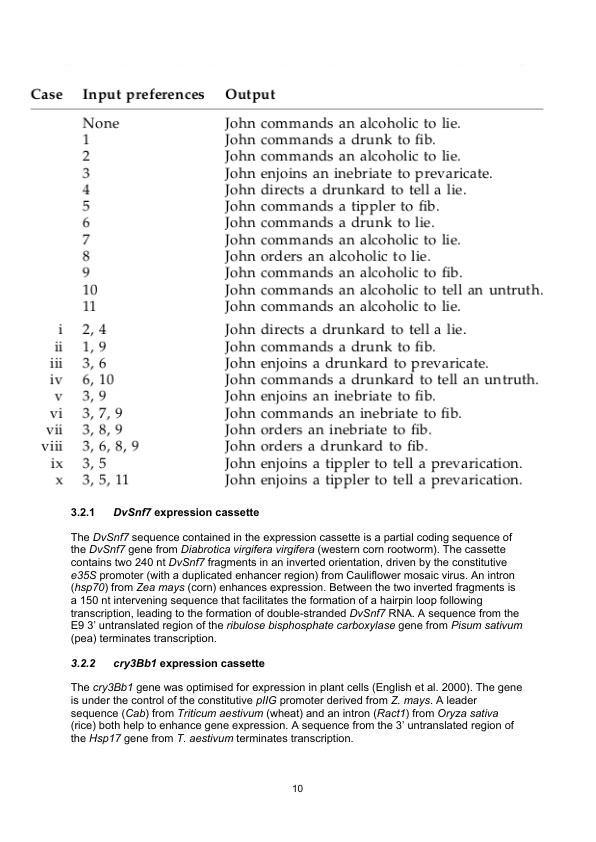 Case Input preferences Output
None John commands an alcoholic to lie.
1 John commands a drunk to fib.
2 John commands an alcoholic to lie.
3 John enjoins an inebriate to prevaricate.
4 John directs a drunkard to tell a lie.
5 John commands a tippler to fib.
6 John commands a drunk to lie.
7 John commands an alcoholic to lie.
8 John orders an alcoholic to lie.
9 John commands an alcoholic to fib.
10 John commands an alcoholic to tell an untruth.
11 John commands an alcoholic to lie.
i 2, 4 John directs a drunkard to tell a lie.
ii 1, 9 John commands a drunk to fib.
iii 3, 6 John enjoins a drunkard to prevaricate.
iv 6, 10 John commands a drunkard to tell an untruth.
v 3, 9 John enjoins an inebriate to fib.
vi 3, 7, 9 John commands an inebriate to fib.
vii 3, 8, 9 John orders an inebriate to fib.
viii 3, 6, 8, 9 John orders a drunkard to fib.
ix 3, 5 John enjoins a tippler to tell a prevarication.
x 3, 5, 11 John enjoins a tippler to tell a prevarication.
3.2.1 DvSnf7 expression cassette
The DvSnf7 sequence contained in the expression cassette is a partial coding sequence of
the DvSnf7 gene from Diabrotica virgifera virgifera (western corn rootworm). The cassette
contains two 240 nt DvSnf7 fragments in an inverted orientation, driven by the constitutive
e35S promoter (with a duplicated enhancer region) from Cauliflower mosaic virus. An intron
(hsp70) from Zea mays (corn) enhances expression. Between the two inverted fragments is
a 150 nt intervening sequence that facilitates the formation of a hairpin loop following
transcription, leading to the formation of double-stranded DvSnf7 RNA. A sequence from the
E9 3’ untranslated region of the ribulose bisphosphate carboxylase gene from Pisum sativum
(pea) terminates transcription.
3.2.2 cry3Bb1 expression cassette
The cry3Bb1 gene was optimised for expression in plant cells (English et al. 2000). The gene
is under the control of the constitutive pIIG promoter derived from Z. mays. A leader
sequence (Cab) from Triticum aestivum (wheat) and an intron (Ract1) from Oryza sativa
(rice) both help to enhance gene expression. A sequence from the 3’ untranslated region of
the Hsp17 gene from T. aestivum terminates transcription.
10